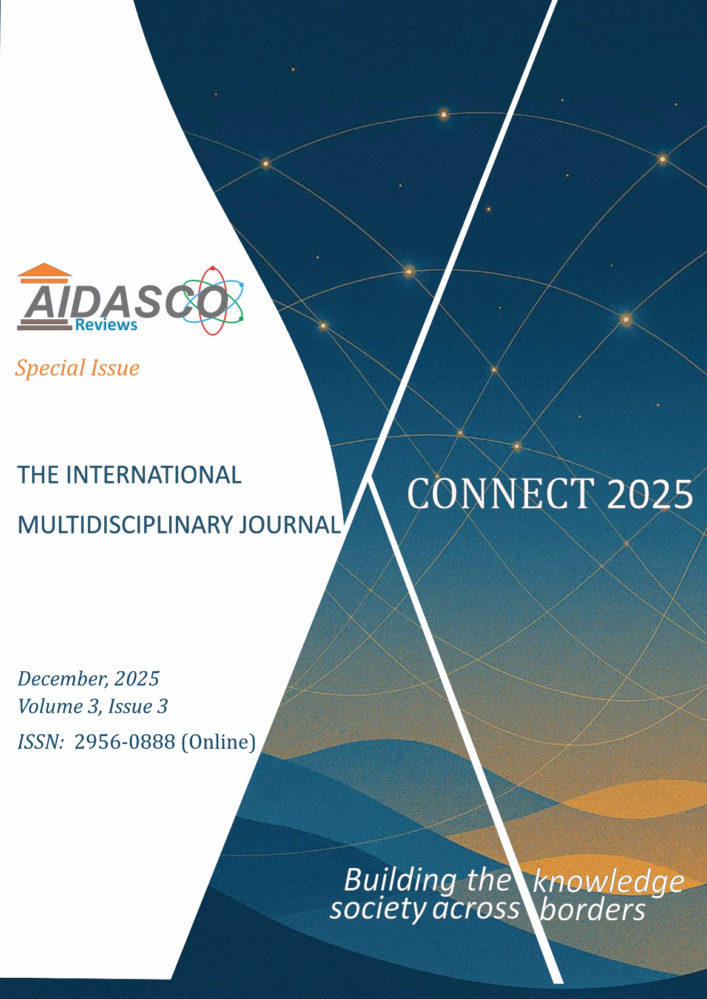 AIDASCO
Reviews
Special Issue
THE INTERNATIONAL
MULTIDISCIPLINARY JOURNAL
CONNECT 2025
December, 2025
Volume 3, Issue 3
ISSN: 2956-0888 (Online)
Building the knowledge
society across borders